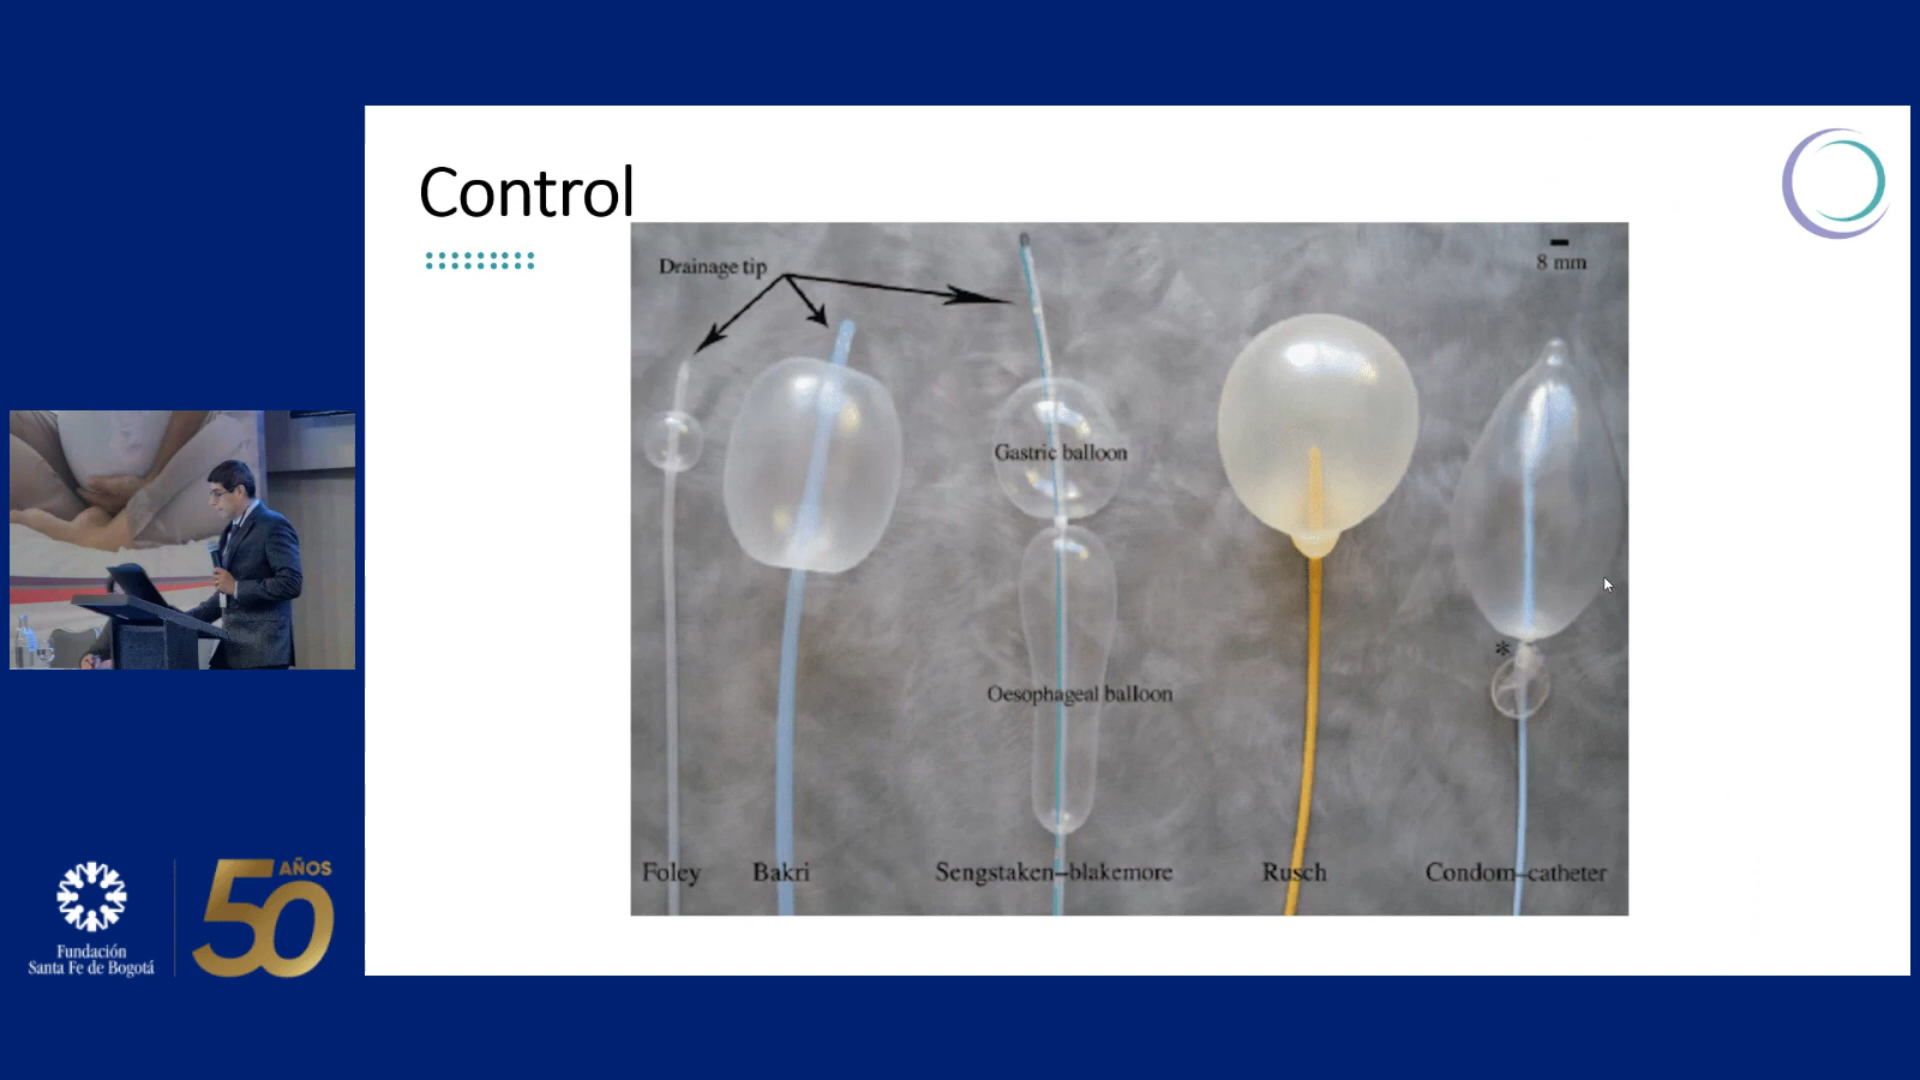 Control
Drainage tip
8 mm
Gastric balloon
*
Oesophageal balloon
Foley
Bakri
Sengstaken–blakemore
Rusch
Condom–catheter
Fundación
Santa Fe de Bogotá
50
AÑOS